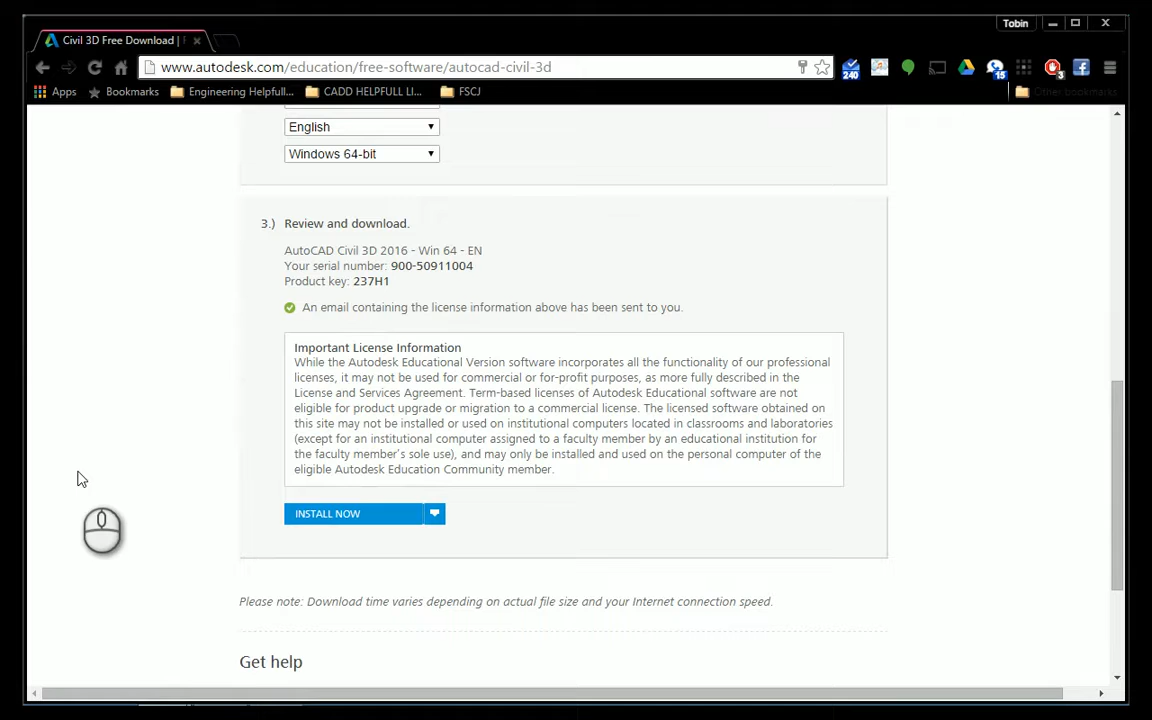 Tobin
Civil 3D Free Download |
www.autodesk.com/education/free-software/autocad-civil-3d
240
15
3
Apps Bookmarks Engineering Helpfull... CADD HELPFULL LI... FSCJ Other bookmarks
English
Windows 64-bit
3.) Review and download.
AutoCAD Civil 3D 2016 - Win 64 - EN
Your serial number: 900-50911004
Product key: 237H1
An email containing the license information above has been sent to you.
Important License Information
While the Autodesk Educational Version software incorporates all the functionality of our professional
licenses, it may not be used for commercial or for-profit purposes, as more fully described in the
License and Services Agreement. Term-based licenses of Autodesk Educational software are not
eligible for product upgrade or migration to a commercial license. The licensed software obtained on
this site may not be installed or used on institutional computers located in classrooms and laboratories
(except for an institutional computer assigned to a faculty member by an educational institution for
the faculty member's sole use), and may only be installed and used on the personal computer of the
eligible Autodesk Education Community member.
INSTALL NOW
Please note: Download time varies depending on actual file size and your Internet connection speed.
Get help